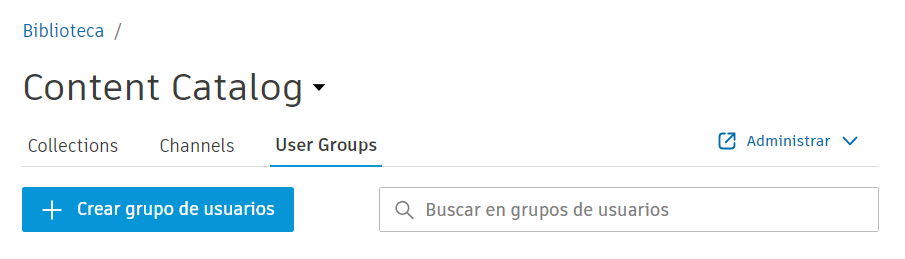 Biblioteca /
Content Catalog
Collections Channels User Groups Administrar
Crear grupo de usuarios Buscar en grupos de usuarios